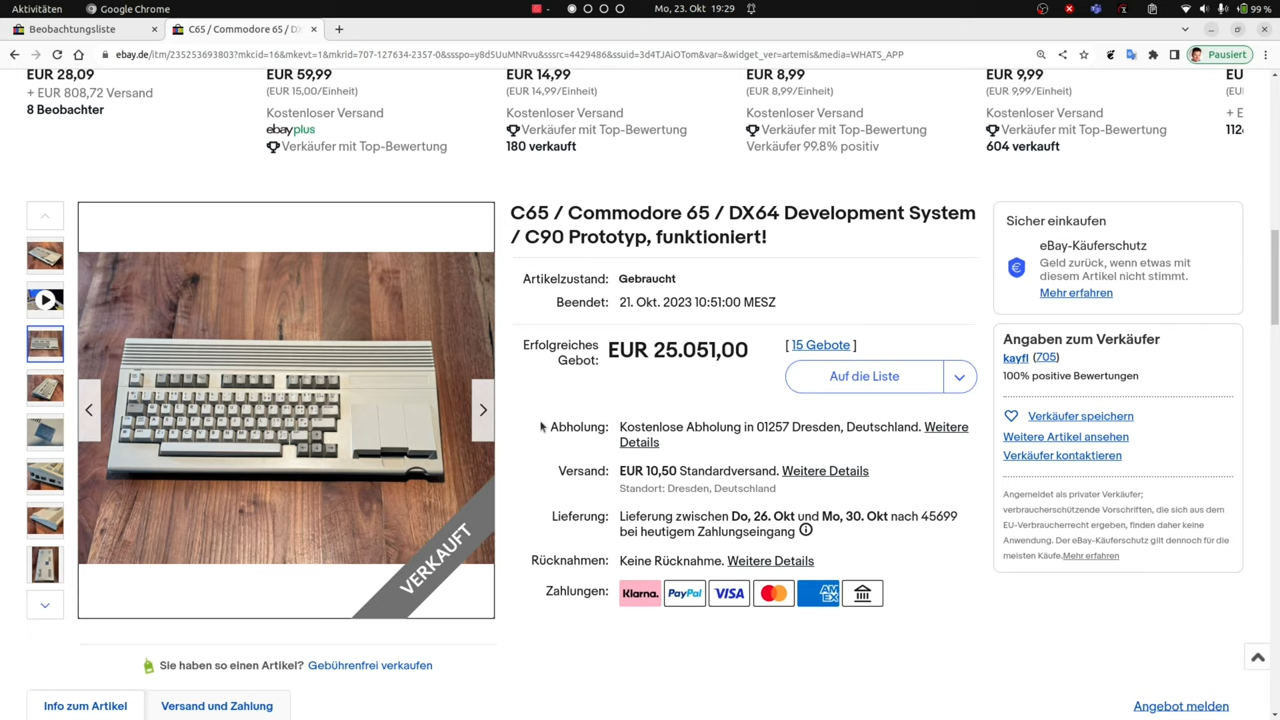 Aktivitäten
Google Chrome
Mo, 23. Okt 19:29
99 %
Beobachtungsliste
C65 / Commodore 65 / DX
ebay.de/itm/235253693803?mkcid=16&mkevt=1&mkrid=707-127634-2357-0&ssspo=y8d5UuMNRvu&sssrc=4429486&ssuid=3d4TJAiOTom&var=&widget_ver=artemis&media=WHATS_APP
Pausiert
EUR 28,09
+ EUR 808,72 Versand
8 Beobachter
EUR 59,99
(EUR 15,00/Einheit)
Kostenloser Versand
ebayplus
Verkäufer mit Top-Bewertung
EUR 14,99
(EUR 14,99/Einheit)
Kostenloser Versand
Verkäufer mit Top-Bewertung
180 verkauft
EUR 8,99
(EUR 8,99/Einheit)
Kostenloser Versand
Verkäufer mit Top-Bewertung
Verkäufer 99.8% positiv
EUR 9,99
(EUR 9,99/Einheit)
Kostenloser Versand
Verkäufer mit Top-Bewertung
604 verkauft
EU
(EU
+ E
112
VERKAUFT
Sie haben so einen Artikel? Gebührenfrei verkaufen
C65 / Commodore 65 / DX64 Development System
/ C90 Prototyp, funktioniert!
Artikelzustand: Gebraucht
Beendet: 21. Okt. 2023 10:51:00 MESZ
Erfolgreiches
Gebot:
EUR 25.051,00
[ 15 Gebote ]
Auf die Liste
Abholung: Kostenlose Abholung in 01257 Dresden, Deutschland. Weitere
Details
Versand: EUR 10,50 Standardversand. Weitere Details
Standort: Dresden, Deutschland
Lieferung: Lieferung zwischen Do, 26. Okt und Mo, 30. Okt nach 45699
bei heutigem Zahlungseingang
Rücknahmen: Keine Rücknahme. Weitere Details
Zahlungen: Klarna. PayPal VISA AM EX
Sicher einkaufen
eBay-Käuferschutz
Geld zurück, wenn etwas mit
diesem Artikel nicht stimmt.
Mehr erfahren
Angaben zum Verkäufer
kayfl (705)
100% positive Bewertungen
Verkäufer speichern
Weitere Artikel ansehen
Verkäufer kontaktieren
Angemeldet als privater Verkäufer;
verbraucherschützende Vorschriften, die sich aus dem
EU-Verbraucherrecht ergeben, finden daher keine
Anwendung. Der eBay-Käuferschutz gilt dennoch für die
meisten Käufe.Mehr erfahren
Info zum Artikel
Versand und Zahlung
Angebot melden